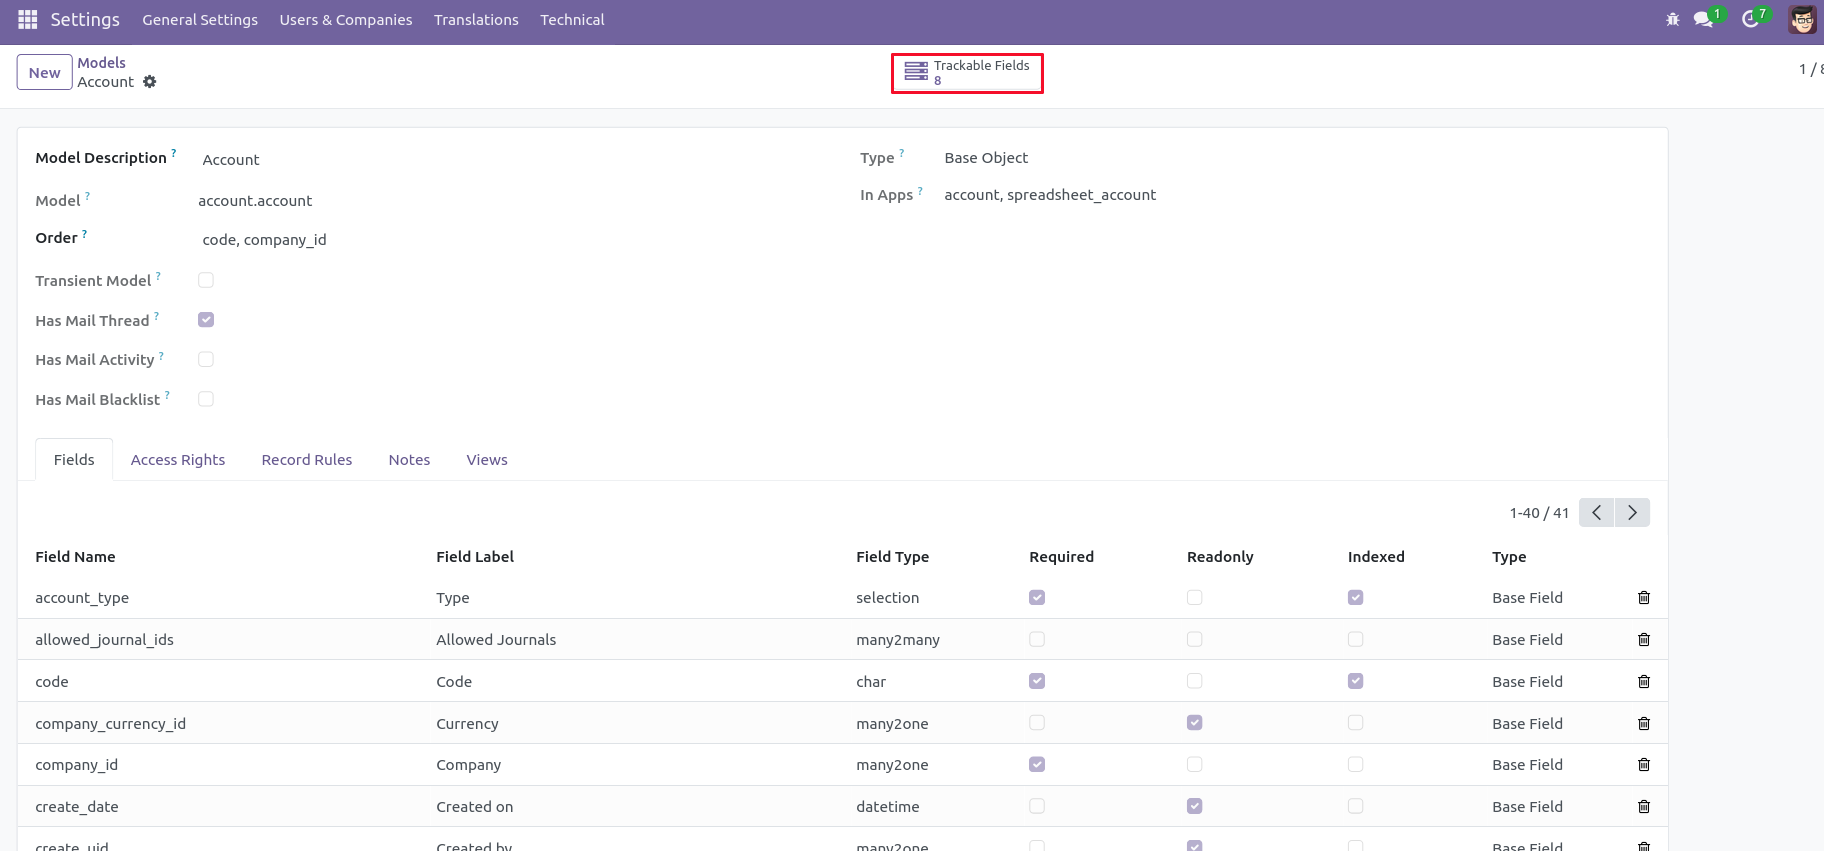 Settings General Settings Users & Companies Translations Technical 1 7
New Models
Account
Trackable Fields
8
1 / 8
Model Description ? Account
Type ? Base Object
Model ? account.account
In Apps ? account, spreadsheet_account
Order ? code, company_id
Transient Model ?
Has Mail Thread ?
Has Mail Activity ?
Has Mail Blacklist ?
Fields Access Rights Record Rules Notes Views
1-40 / 41
Field Name Field Label Field Type Required Readonly Indexed Type
account_type Type selection Base Field
allowed_journal_ids Allowed Journals many2many Base Field
code Code char Base Field
company_currency_id Currency many2one Base Field
company_id Company many2one Base Field
create_date Created on datetime Base Field
create_uid Created by many2one Base Field